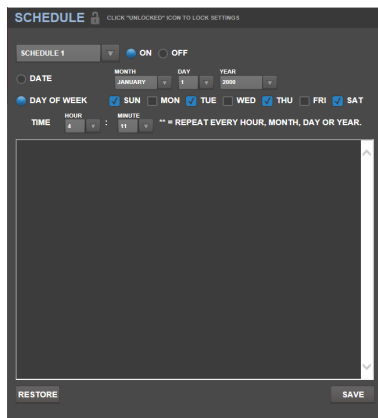 SCHEDULE CLICK "UNLOCKED" ICON TO LOCK SETTINGS
SCHEDULE 1 ON OFF
MONTH DAY YEAR
DATE JANUARY 1 2000
DAY OF WEEK SUN MON TUE WED THU FRI SAT
HOUR MINUTE
TIME 4 : 11 ** = REPEAT EVERY HOUR, MONTH, DAY OR YEAR.
RESTORE SAVE